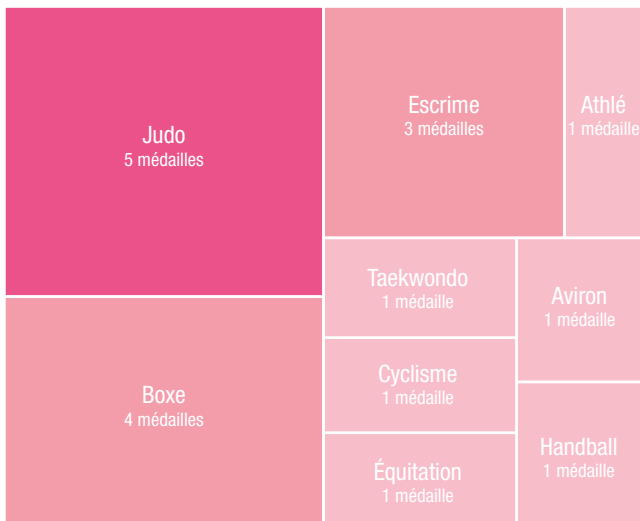 Judo
5 médailles
Boxe
4 médailles
Escrime
3 médailles
Athlé
1 médaille
Taekwondo
1 médaille
Cyclisme
1 médaille
Équitation
1 médaille
Aviron
1 médaille
Handball
1 médaille